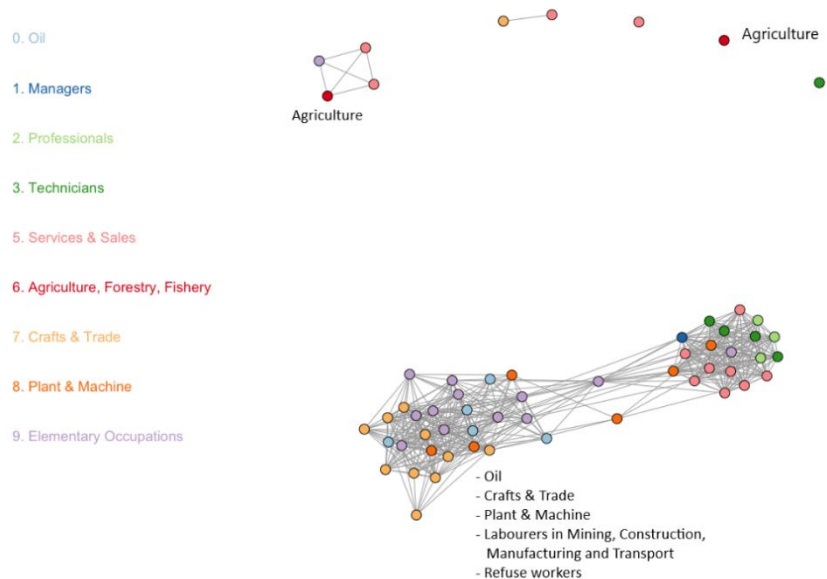 0. Oil
1. Managers
2. Professionals
3. Technicians
5. Services & Sales
6. Agriculture, Forestry, Fishery
7. Crafts & Trade
8. Plant & Machine
9. Elementary Occupations
Agriculture
Agriculture
- Oil
- Crafts & Trade
- Plant & Machine
- Labourers in Mining, Construction,
Manufacturing and Transport
- Refuse workers